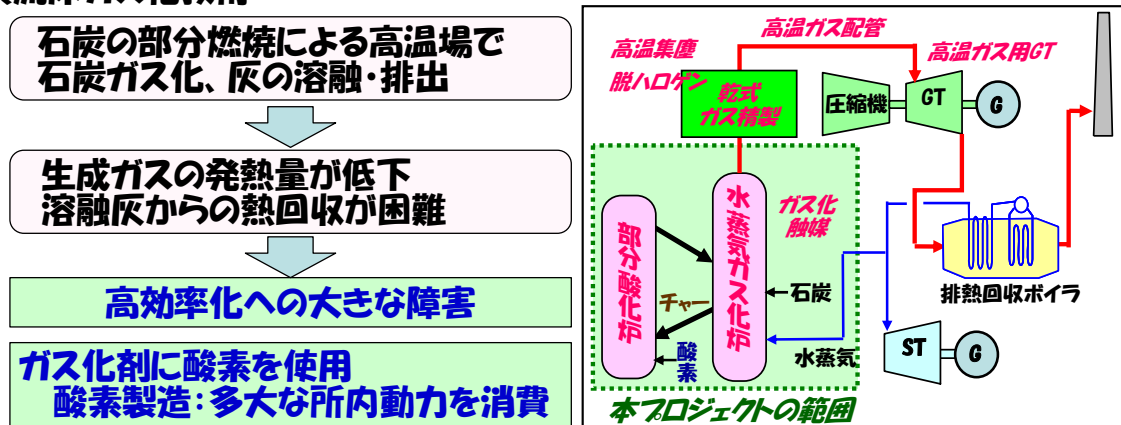 石炭の部分燃焼による高温場で
石炭ガス化、灰の溶融・排出
生成ガスの発熱量が低下
溶融灰からの熱回収が困難
高効率化への大きな障害
ガス化剤に酸素を使用
酸素製造:多大な所内動力を消費
高温ガス配管
高温集塵
脱ハロゲン
高温ガス用GT
乾式
ガス精製
圧縮機
GT
G
水蒸気ガス化炉
ガス化
触媒
部分酸化炉
チャー
石炭
酸素
水蒸気
排熱回収ボイラ
ST
G
本プロジェクトの範囲